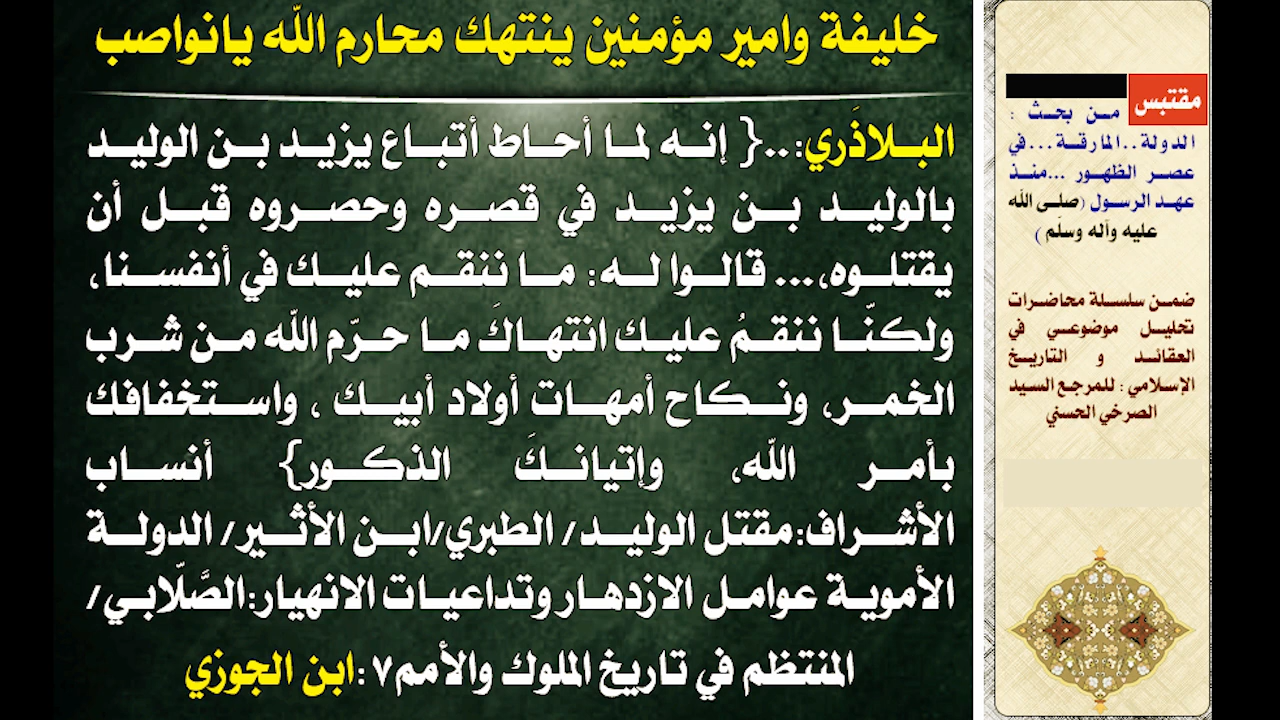 خليفة وامير مؤمنين ينتهك محارم الله يانواصب
البلاذَري:..{ إنه لما أحاط أتباع يزيد بن الوليد
بالوليد بن يزيد في قصره وحصروه قبل أن
يقتلوه،... قالوا له: ما ننقم عليك في أنفسنا،
ولكنّا ننقمُ عليك انتهاكَ ما حرّم الله من شرب
الخمر، ونكاح أمهات أولاد أبيك ، واستخفافك
بأمر الله، وإتيانكَ الذكور} أنساب
الأشراف:مقتل الوليد/ الطبري/ابن الأثير/ الدولة
الأموية عوامل الازدهار وتداعيات الانهيار:الصَّلّابي/
المنتظم في تاريخ الملوك والأمم٧ :ابن الجوزي
مقتبس
من بحث :
الدولة..المارقة...في
عصر الظهور ...منذ
عهد الرسول (صلى الله
عليه وآله وسلّم )
ضمن سلسلة محاضرات
تحليل موضوعي في
العقائد و التاريخ
الإسلامي : للمرجع السيد
الصرخي الحسني